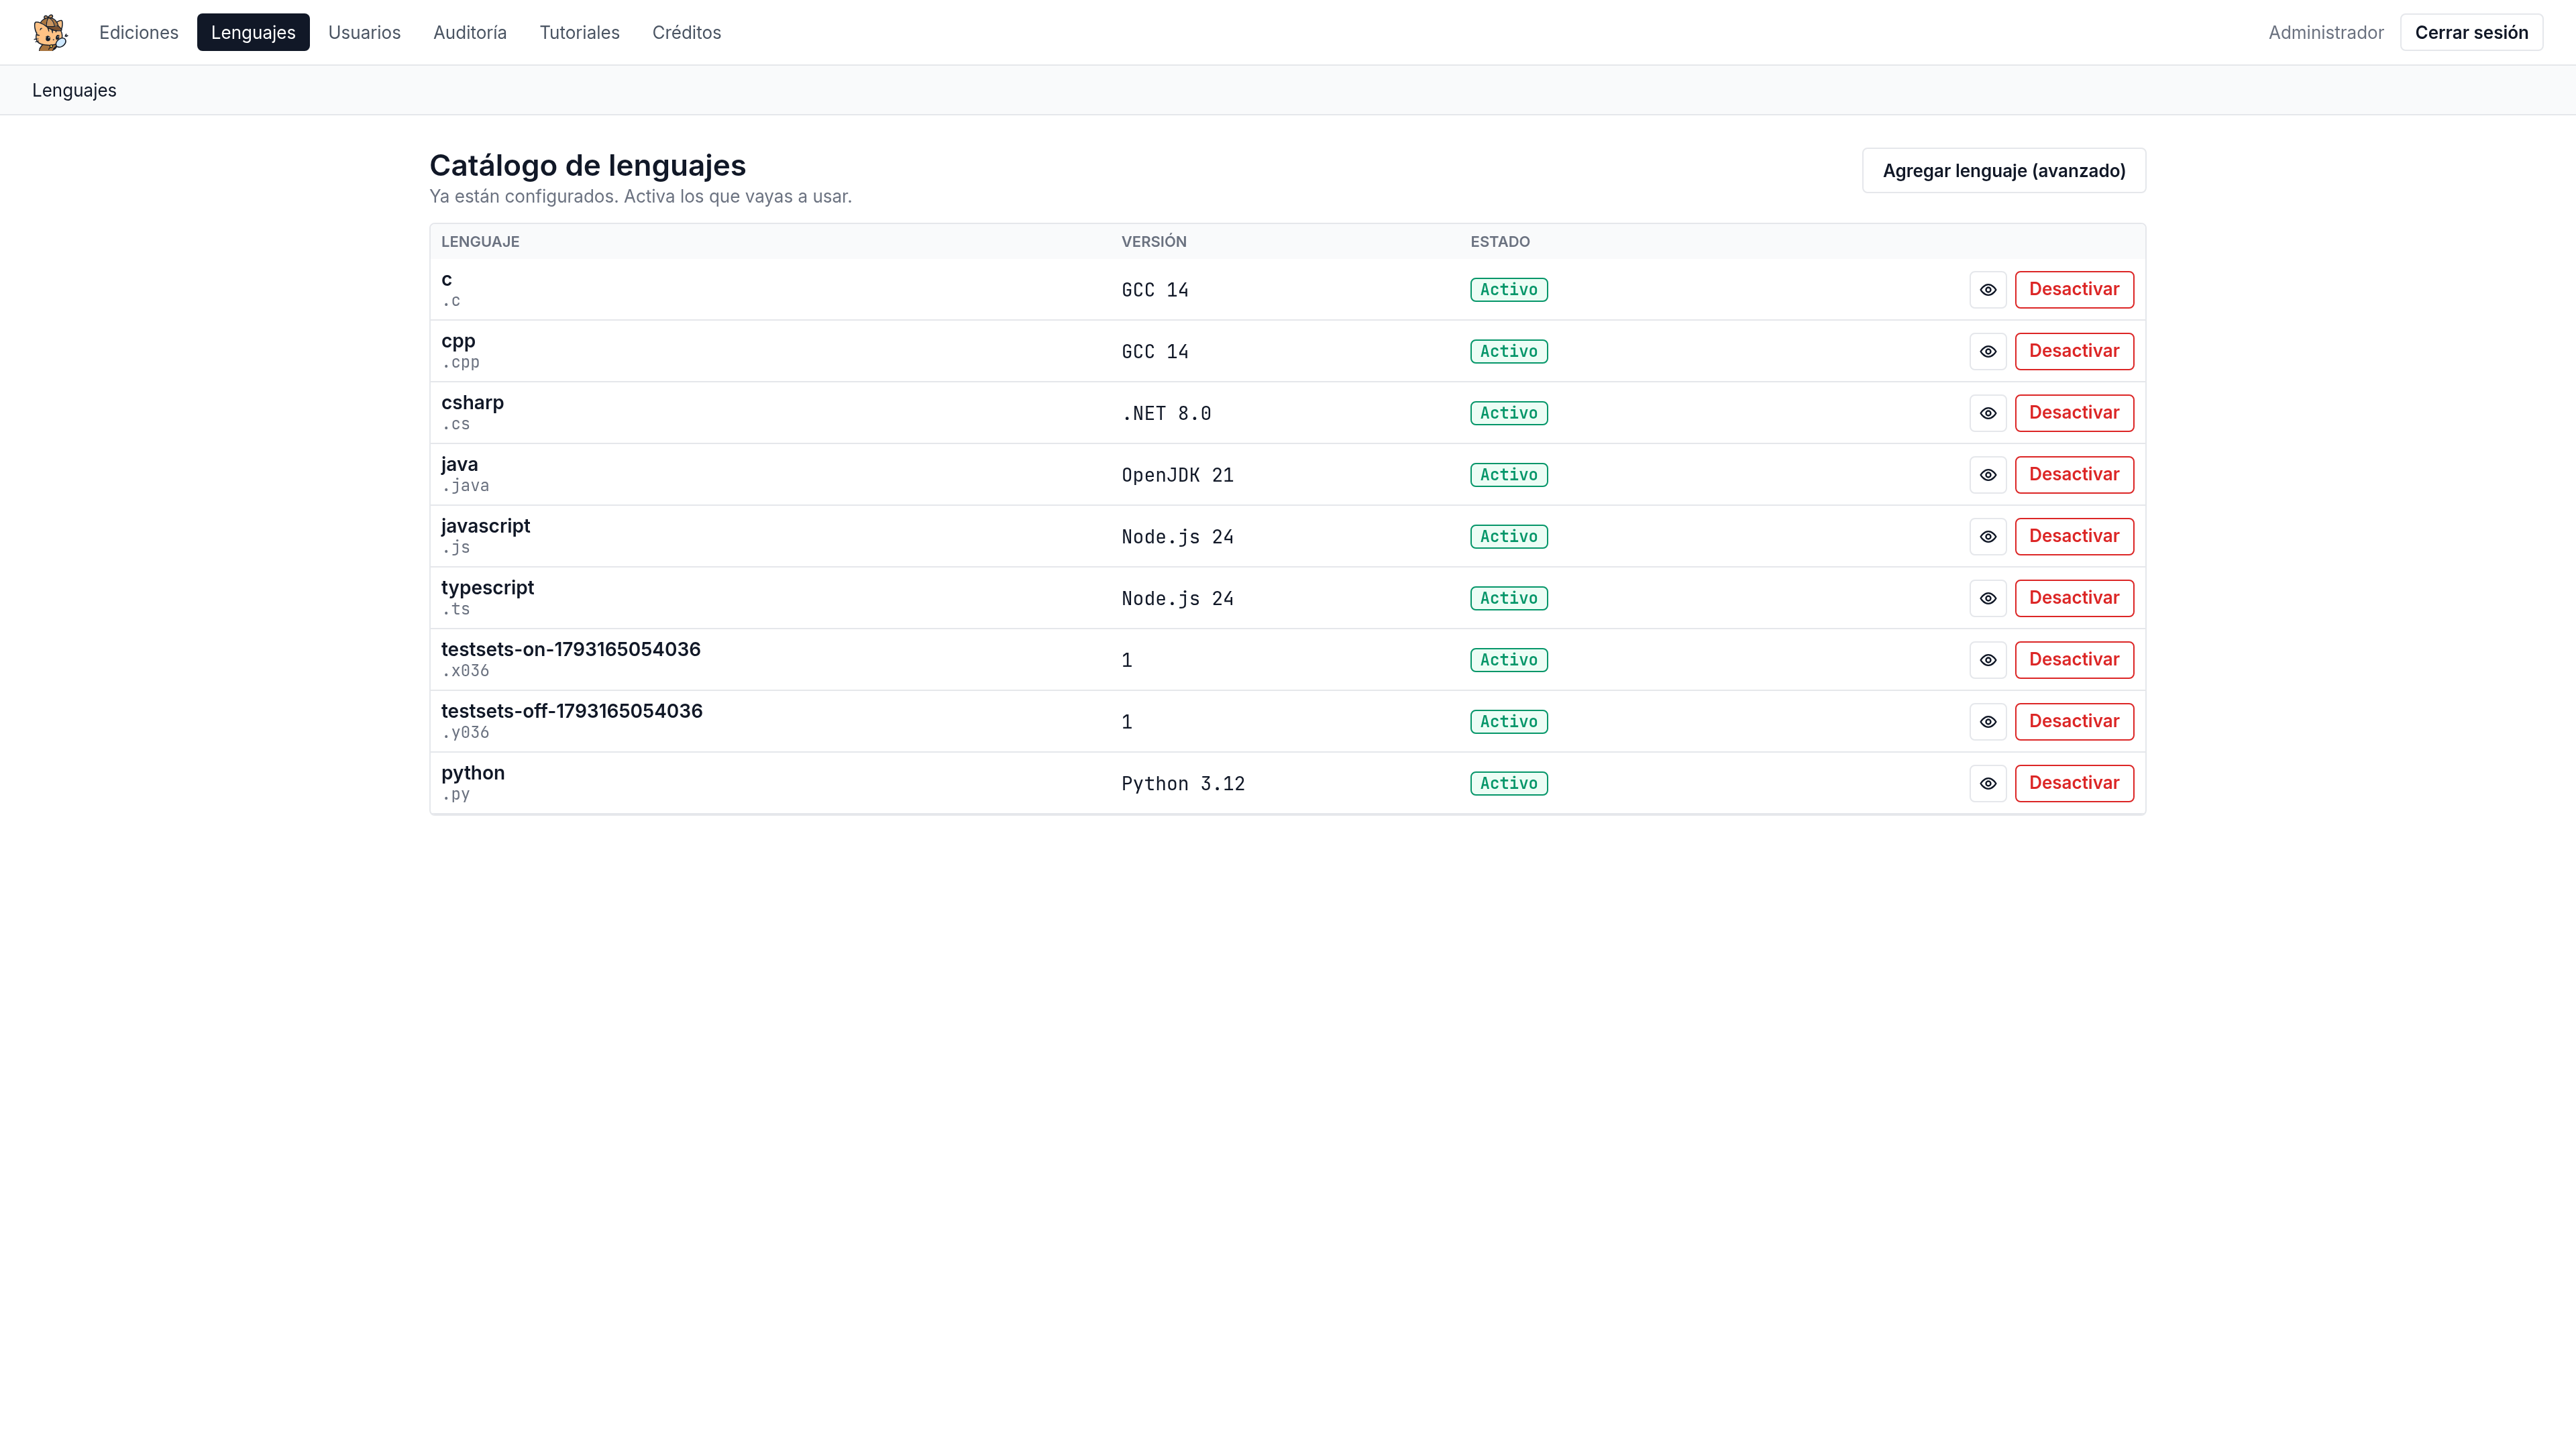 Ediciones Lenguajes Usuarios Auditoría Tutoriales Créditos Administrador Cerrar sesión
Lenguajes
Catálogo de lenguajes
Ya están configurados. Activa los que vayas a usar.
Agregar lenguaje (avanzado)
LENGUAJE VERSIÓN ESTADO
c
.c
GCC 14 Activo Desactivar
cpp
.cpp
GCC 14 Activo Desactivar
csharp
.cs
.NET 8.0 Activo Desactivar
java
.java
OpenJDK 21 Activo Desactivar
javascript
.js
Node.js 24 Activo Desactivar
typescript
.ts
Node.js 24 Activo Desactivar
testsets-on-1793165054036
.x036
1 Activo Desactivar
testsets-off-1793165054036
.y036
1 Activo Desactivar
python
.py
Python 3.12 Activo Desactivar